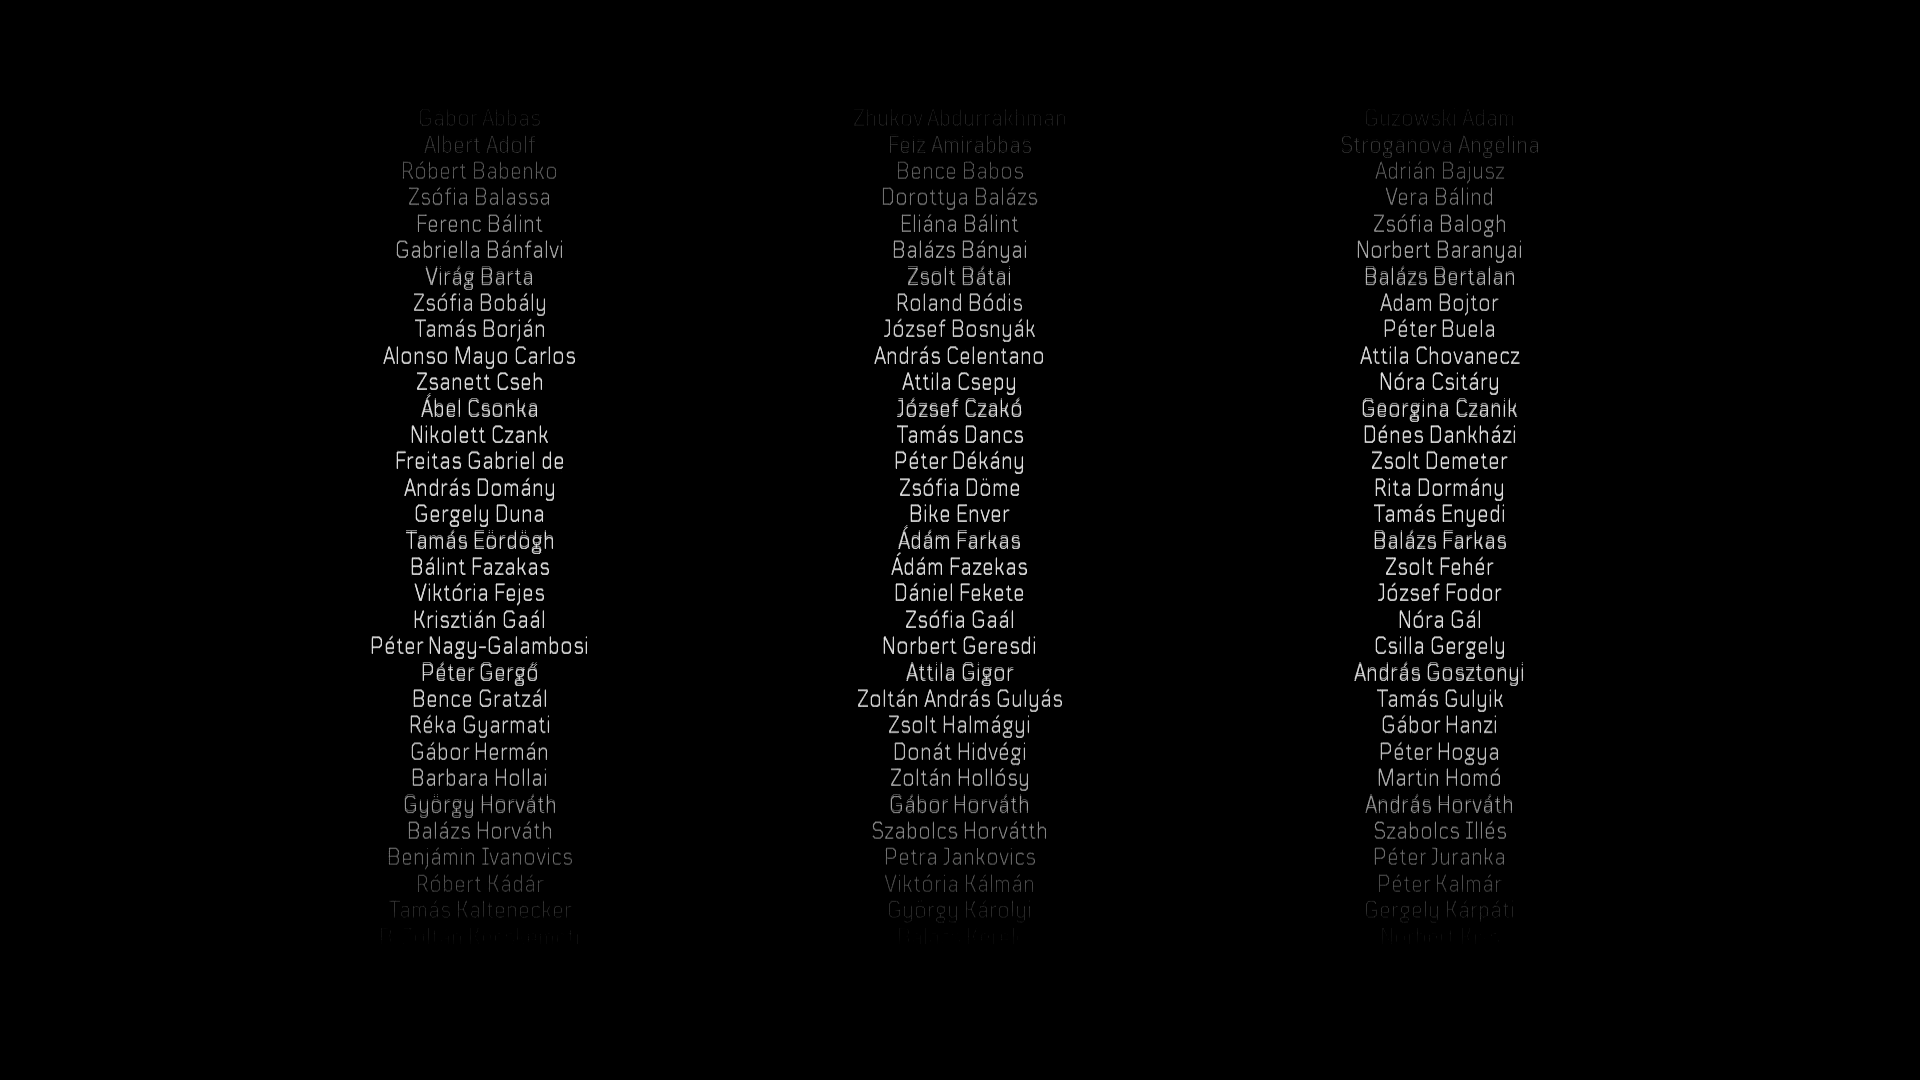 Gábor Abbas Zhukov Abdurrakhman Guzowski Adam
Albert Adolf Feiz Amirabbas Stroganova Angelina
Róbert Babenko Bence Babos Adrián Bajusz
Zsófia Balassa Dorottya Balázs Vera Bálind
Ferenc Bálint Eliána Bálint Zsófia Balogh
Gabriella Bánfalvi Balázs Bányai Norbert Baranyai
Virág Barta Zsolt Bátai Balázs Bertalan
Zsófia Bobály Roland Bódis Adam Bojtor
Tamás Borján József Bosnyák Péter Buela
Alonso Mayo Carlos András Celentano Attila Chovanecz
Zsanett Cseh Attila Csepy Nóra Csitáry
Ábel Csonka József Czakó Georgina Czanik
Nikolett Czank Tamás Dancs Dénes Dankházi
Freitas Gabriel de Péter Dékány Zsolt Demeter
András Domány Zsófia Döme Rita Dormány
Gergely Duna Bike Enver Tamás Enyedi
Tamás Eördögh Ádám Farkas Balázs Farkas
Bálint Fazakas Ádám Fazekas Zsolt Fehér
Viktória Fejes Dániel Fekete József Fodor
Krisztián Gaál Zsófia Gaál Nóra Gál
Péter Nagy-Galambosi Norbert Geresdi Csilla Gergely
Péter Gergő Attila Gigor András Gosztonyi
Bence Gratzál Zoltán András Gulyás Tamás Gulyik
Réka Gyarmati Zsolt Halmágyi Gábor Hanzi
Gábor Hermán Donát Hidvégi Péter Hogya
Barbara Hollai Zoltán Hollósy Martin Homó
György Horváth Gábor Horváth András Horváth
Balázs Horváth Szabolcs Horvátth Szabolcs Illés
Benjámin Ivanovics Petra Jankovics Péter Juranka
Róbert Kádár Viktória Kálmán Péter Kalmár
Tamás Kaltenecker György Károlyi Gergely Kárpáti